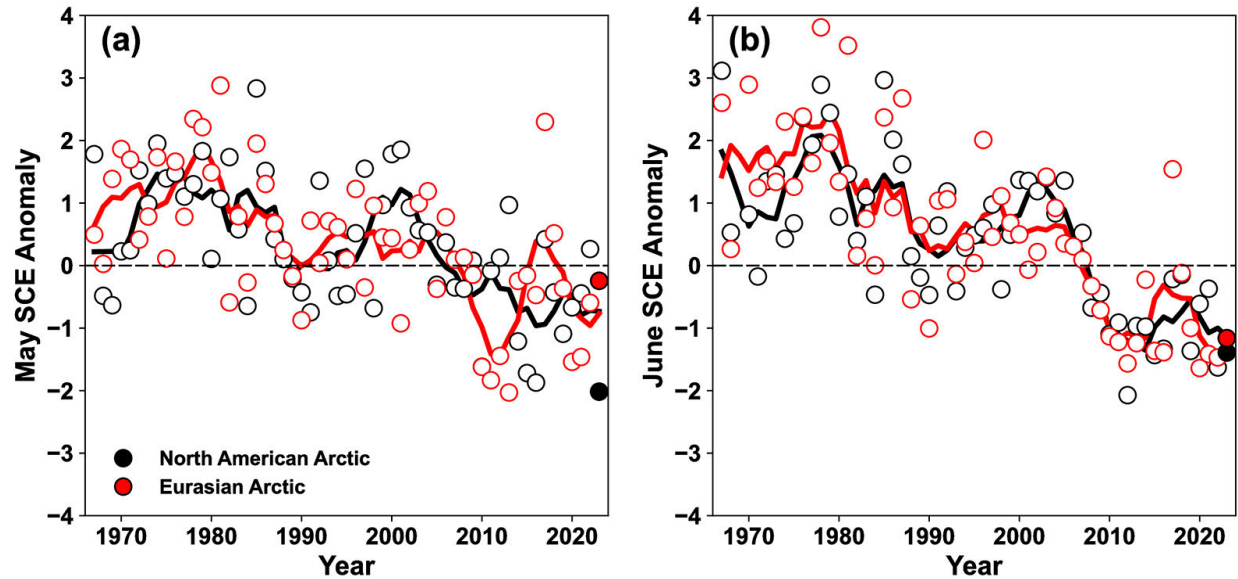 (a)
May SCE Anomaly
4
3
2
1
0
−1
−2
−3
−4
North American Arctic
Eurasian Arctic
1970 1980 1990 2000 2010 2020
Year
(b)
June SCE Anomaly
4
3
2
1
0
−1
−2
−3
−4
1970 1980 1990 2000 2010 2020
Year